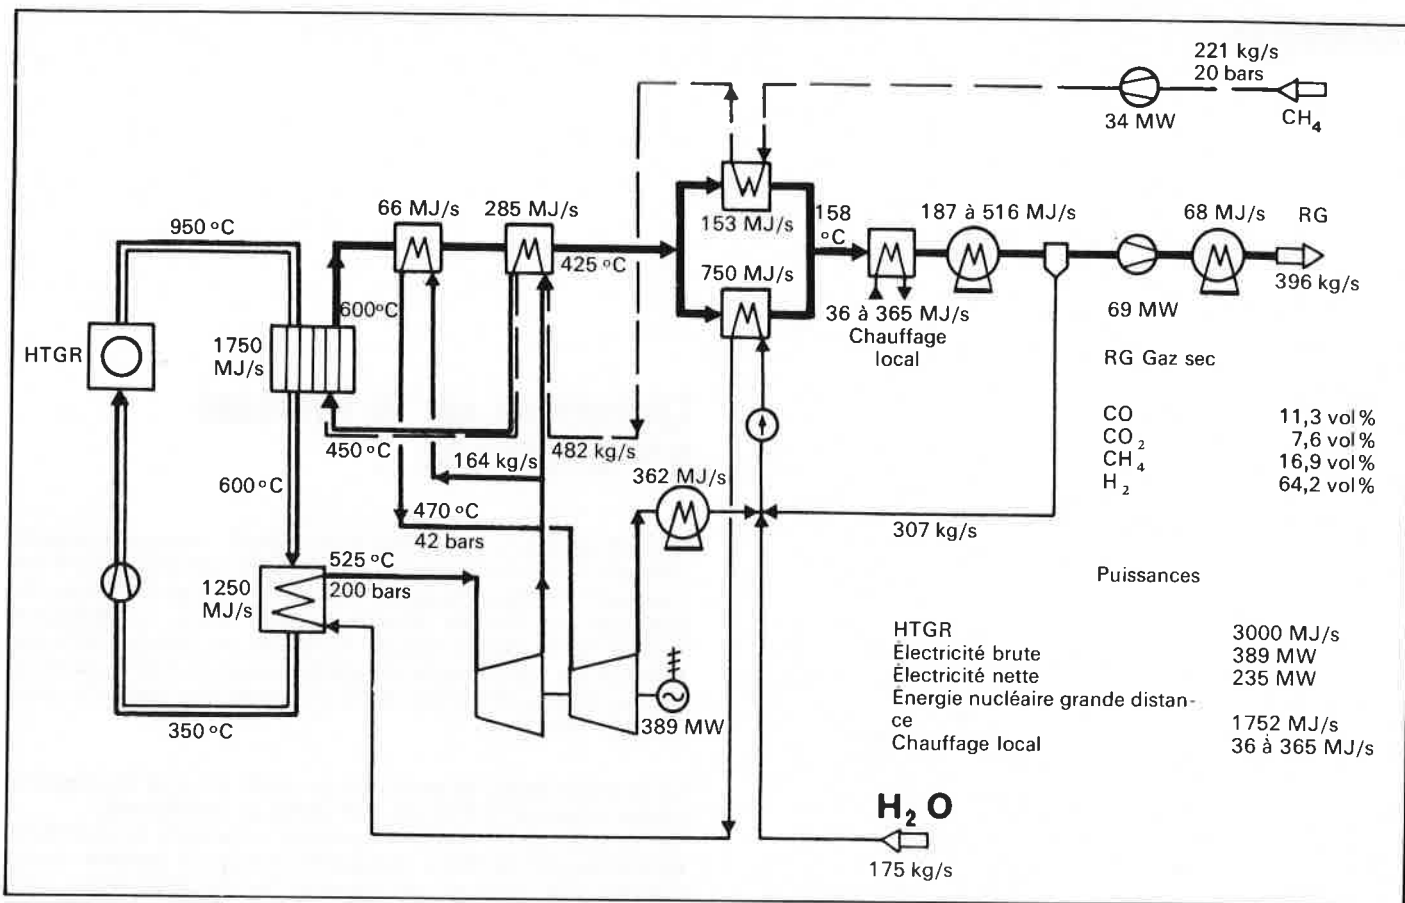 221 kg/s
20 bars
34 MW
CH₄
66 MJ/s
285 MJ/s
153 MJ/s
158
°C
187 à 516 MJ/s
68 MJ/s
RG
950 °C
425 °C
750 MJ/s
600°C
396 kg/s
69 MW
36 à 365 MJ/s
Chauffage
local
HTGR
1750
MJ/s
RG Gaz sec
CO 11,3 vol%
CO₂ 7,6 vol%
CH₄ 16,9 vol%
H₂ 64,2 vol%
450 °C
164 kg/s
482 kg/s
600°C
362 MJ/s
470 °C
42 bars
307 kg/s
525 °C
200 bars
1250
MJ/s
Puissances
HTGR 3000 MJ/s
Électricité brute 389 MW
Électricité nette 235 MW
Énergie nucléaire grande distan-
ce 1752 MJ/s
Chauffage local 36 à 365 MJ/s
350 °C
389 MW
H₂O
175 kg/s